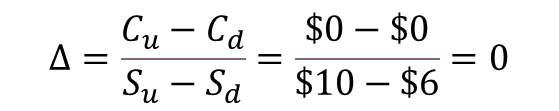 Δ = (C_u − C_d) / (S_u − S_d) = ($0 − $0) / ($10 − $6) = 0